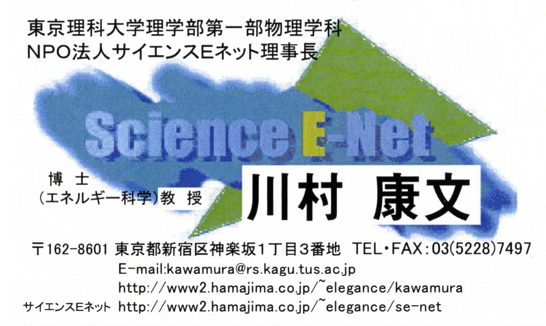 東京理科大学理学部第一部物理学科
NPO法人サイエンスEネット理事長
Science E-Net
博 士
(エネルギー科学)教 授
川村 康文
〒162-8601 東京都新宿区神楽坂1丁目3番地 TEL・FAX:03(5228)7497
E-mail:kawamura@rs.kagu.tus.ac.jp
http://www2.hamajima.co.jp/~elegance/kawamura
サイエンスEネット http://www2.hamajima.co.jp/~elegance/se-net